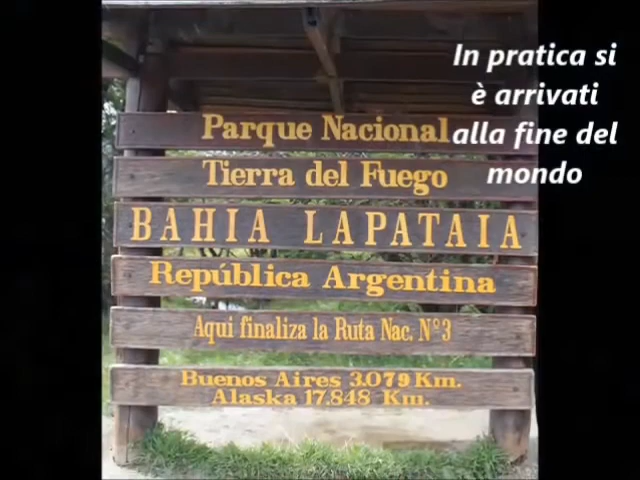 In pratica si
è arrivati
alla fine del
mondo
Parque Nacional
Tierra del Fuego
BAHIA LAPATAIA
República Argentina
Aqui finaliza la Ruta Nac. Nº3
Buenos Aires 3.079 Km.
Alaska 17.848 Km.